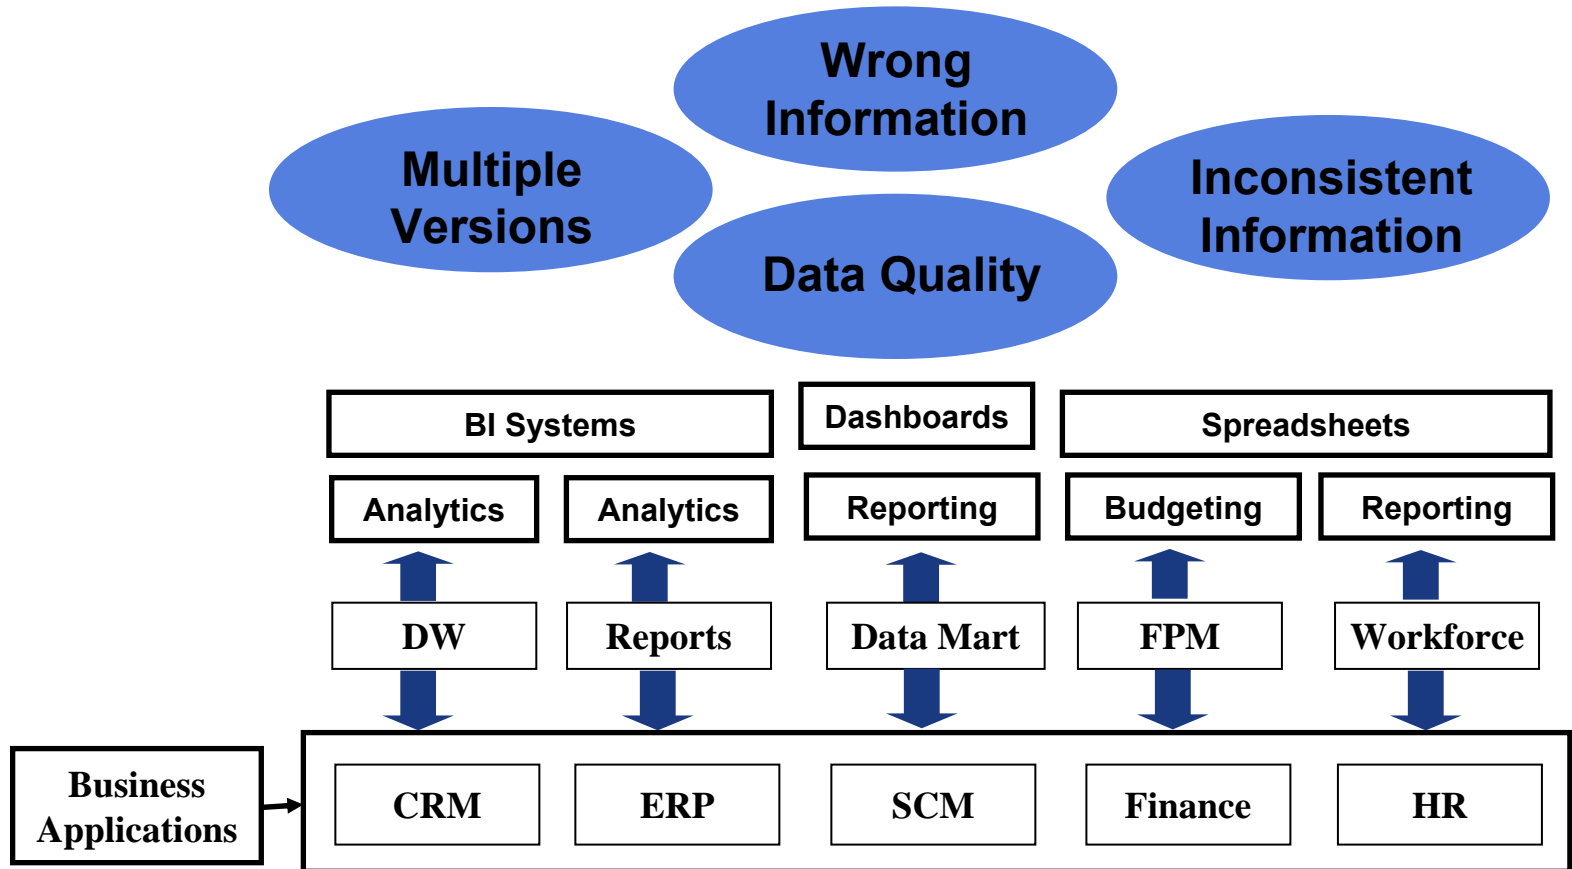 Wrong
Information
Multiple
Versions
Inconsistent
Information
Data Quality
BI Systems
Dashboards
Spreadsheets
Analytics
Analytics
Reporting
Budgeting
Reporting
DW
Reports
Data Mart
FPM
Workforce
Business
Applications
CRM
ERP
SCM
Finance
HR